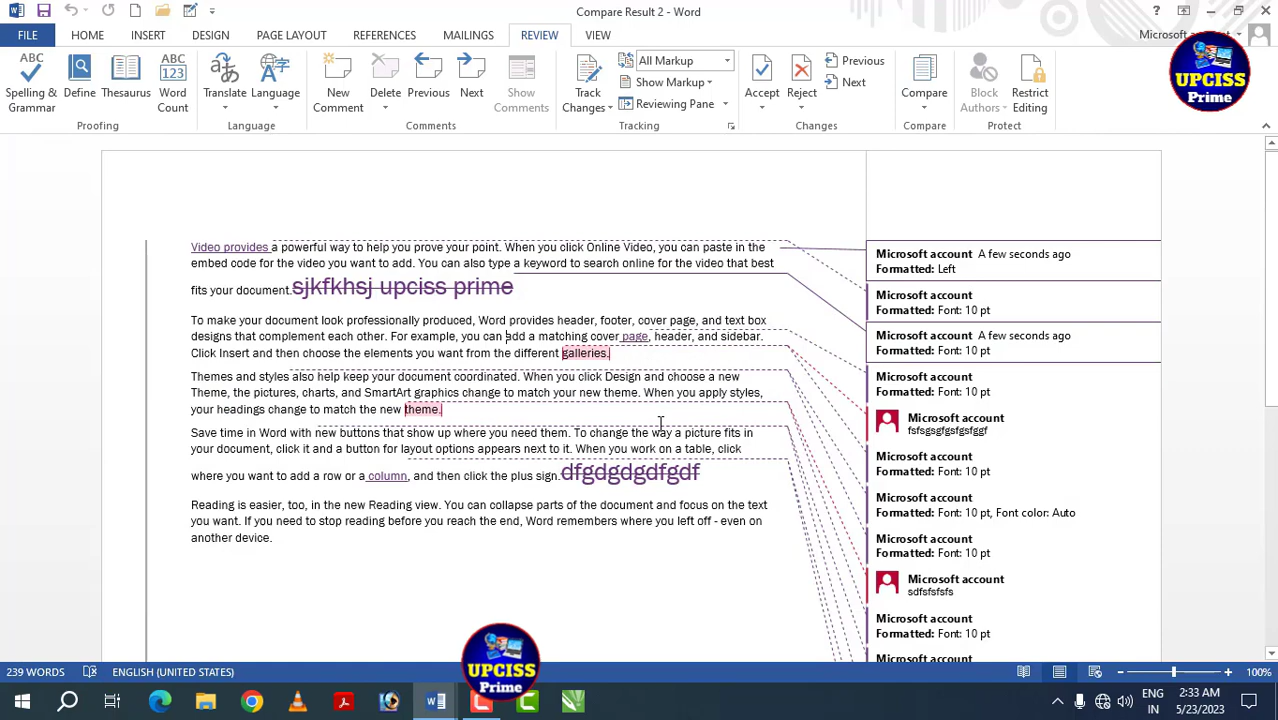 Compare Result 2 - Word
FILE HOME INSERT DESIGN PAGE LAYOUT REFERENCES MAILINGS REVIEW VIEW
Microsoft account
UPCISS
Prime
ABC
Spelling &
Grammar
Define
Thesaurus
ABC
123
Word
Count
Proofing
Translate
Language
Language
New
Comment
Delete
Previous
Next
Show
Comments
Comments
Track
Changes
All Markup
Show Markup
Reviewing Pane
Tracking
Accept
Reject
Previous
Next
Changes
Compare
Compare
Block
Authors
Restrict
Editing
Protect
Video provides a powerful way to help you prove your point. When you click Online Video, you can paste in the
embed code for the video you want to add. You can also type a keyword to search online for the video that best
fits your document.sjkfkhsj upciss prime
To make your document look professionally produced, Word provides header, footer, cover page, and text box
designs that complement each other. For example, you can add a matching cover page, header, and sidebar.
Click Insert and then choose the elements you want from the different galleries.
Themes and styles also help keep your document coordinated. When you click Design and choose a new
Theme, the pictures, charts, and SmartArt graphics change to match your new theme. When you apply styles,
your headings change to match the new theme.
Save time in Word with new buttons that show up where you need them. To change the way a picture fits in
your document, click it and a button for layout options appears next to it. When you work on a table, click
where you want to add a row or a column, and then click the plus sign.dfgdgdgdfgdf
Reading is easier, too, in the new Reading view. You can collapse parts of the document and focus on the text
you want. If you need to stop reading before you reach the end, Word remembers where you left off - even on
another device.
Microsoft account A few seconds ago
Formatted: Left
Microsoft account
Formatted: Font: 10 pt
Microsoft account A few seconds ago
Formatted: Font: 10 pt
Microsoft account
Formatted: Font: 10 pt
Microsoft account
fsfsgsgfgsfgsfggf
Microsoft account
Formatted: Font: 10 pt
Microsoft account
Formatted: Font: 10 pt, Font color: Auto
Microsoft account
Formatted: Font: 10 pt
Microsoft account
sdfsfsfsfs
Microsoft account
Formatted: Font: 10 pt
Microsoft account
UPCISS
Prime
239 WORDS ENGLISH (UNITED STATES) 100%
ENG
IN
2:33 AM
5/23/2023